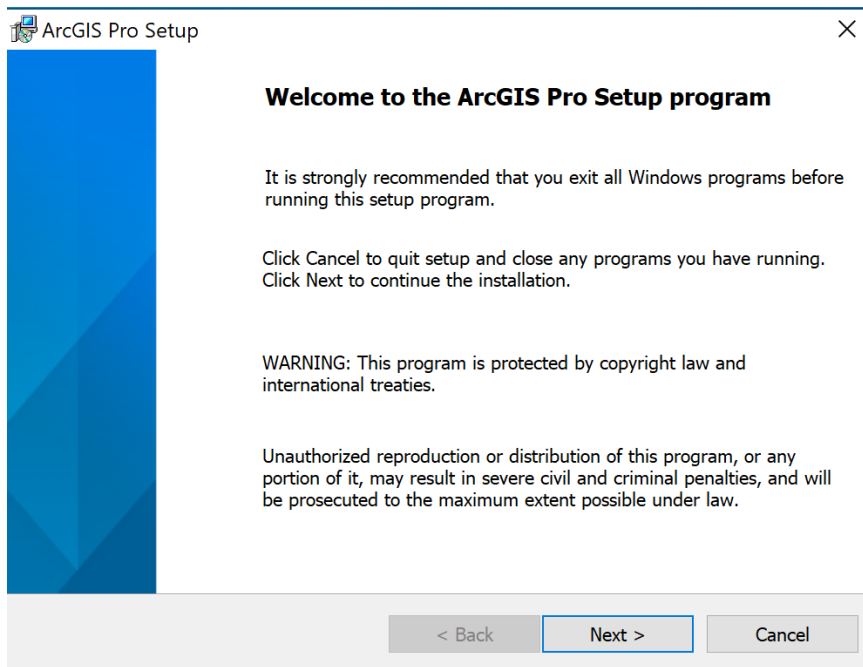 ArcGIS Pro Setup
Welcome to the ArcGIS Pro Setup program
It is strongly recommended that you exit all Windows programs before
running this setup program.
Click Cancel to quit setup and close any programs you have running.
Click Next to continue the installation.
WARNING: This program is protected by copyright law and
international treaties.
Unauthorized reproduction or distribution of this program, or any
portion of it, may result in severe civil and criminal penalties, and will
be prosecuted to the maximum extent possible under law.
< Back Next > Cancel